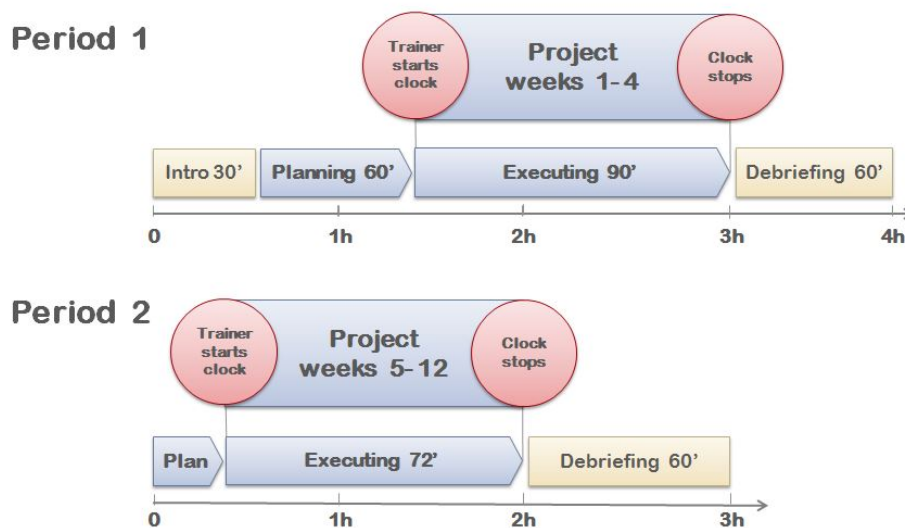 Period 1
Trainer
starts
clock
Project
weeks 1-4
Clock
stops
Intro 30’
Planning 60’
Executing 90’
Debriefing 60’
0
1h
2h
3h
4h
Period 2
Trainer
starts
clock
Project
weeks 5-12
Clock
stops
Plan
Executing 72’
Debriefing 60’
0
1h
2h
3h